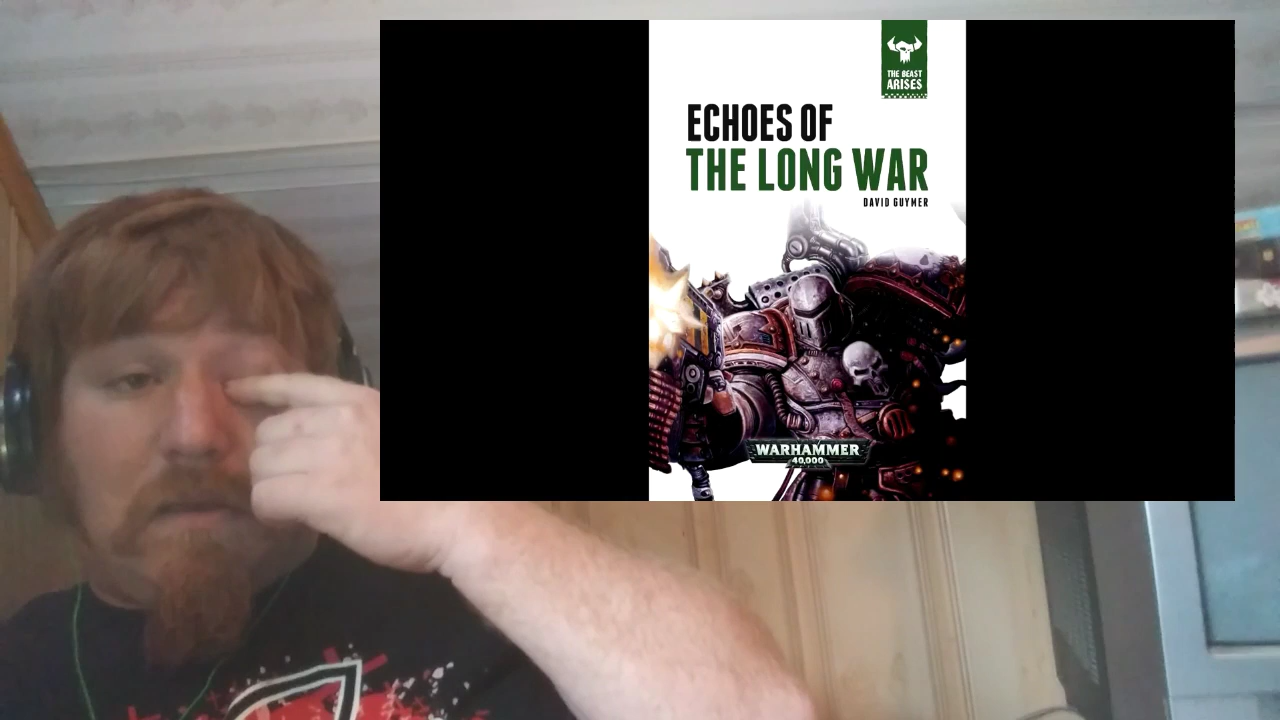 THE BEAST
ARISES
ECHOES OF
THE LONG WAR
DAVID GUYMER
WARHAMMER
40,000